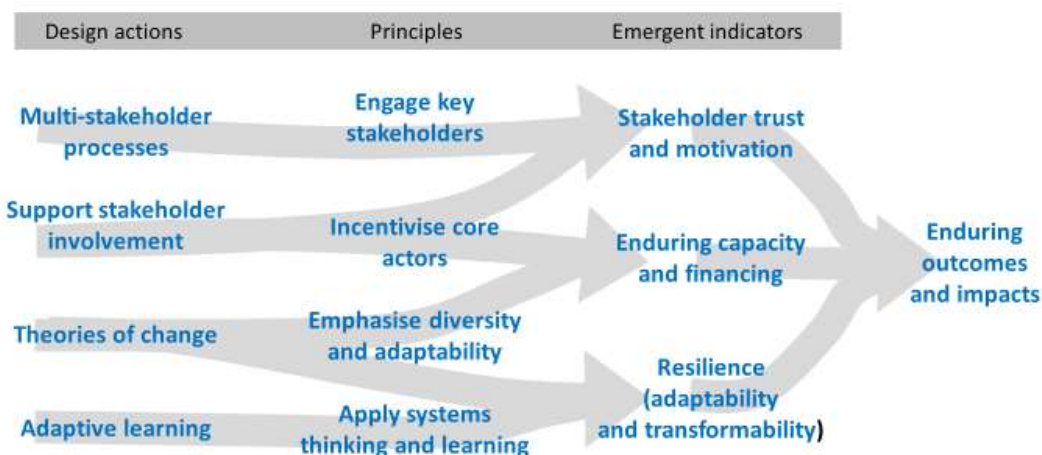 Design actions
Principles
Emergent indicators
Multi-stakeholder
processes
Engage key
stakeholders
Stakeholder trust
and motivation
Support stakeholder
involvement
Incentivise core
actors
Enduring capacity
and financing
Enduring
outcomes
and impacts
Theories of change
Emphasise diversity
and adaptability
Resilience
(adaptability
and transformability)
Adaptive learning
Apply systems
thinking and learning